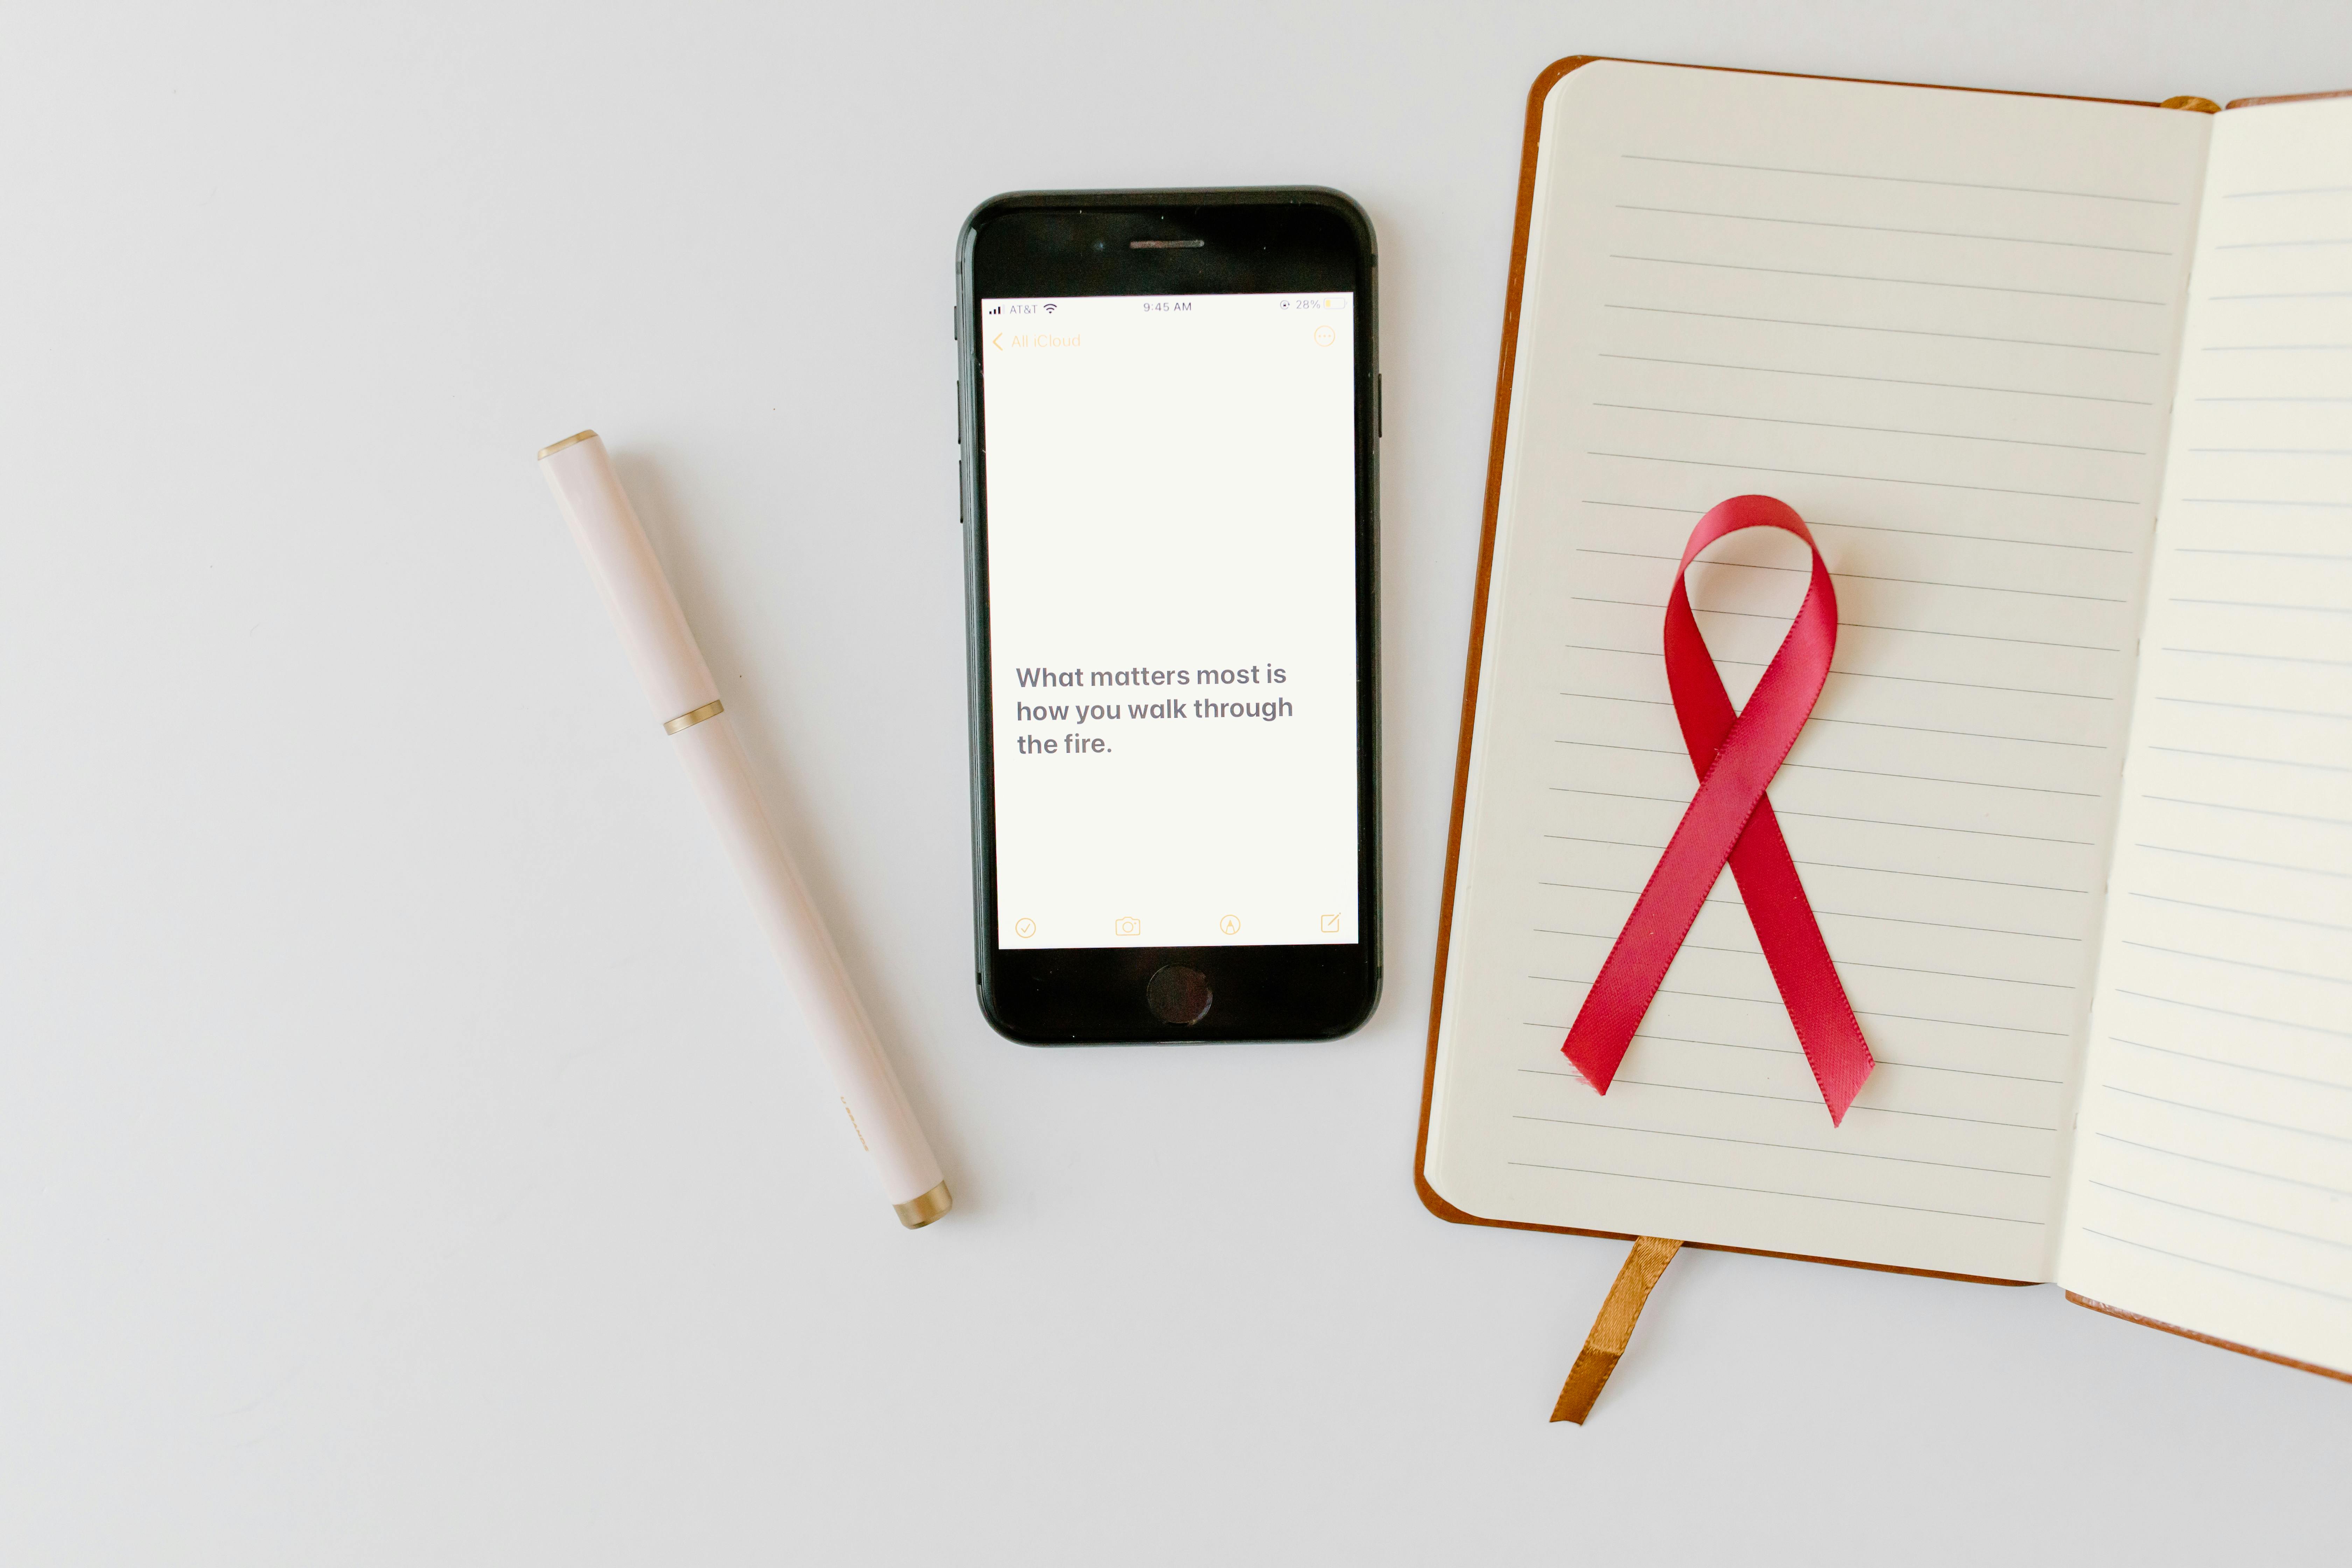 AT&T 9:45 AM 28%
All iCloud
What matters most is
how you walk through
the fire.